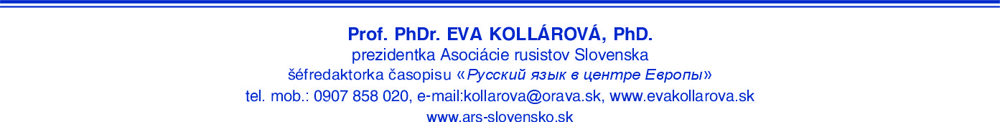 Prof. PhDr. EVA KOLLÁROVÁ, PhD.
prezidentka Asociácie rusistov Slovenska
šéfredaktorka časopisu «Русский язык в центре Европы»
tel. mob.: 0907 858 020, e-mail:kollarova@orava.sk, www.evakollarova.sk
www.ars-slovensko.sk